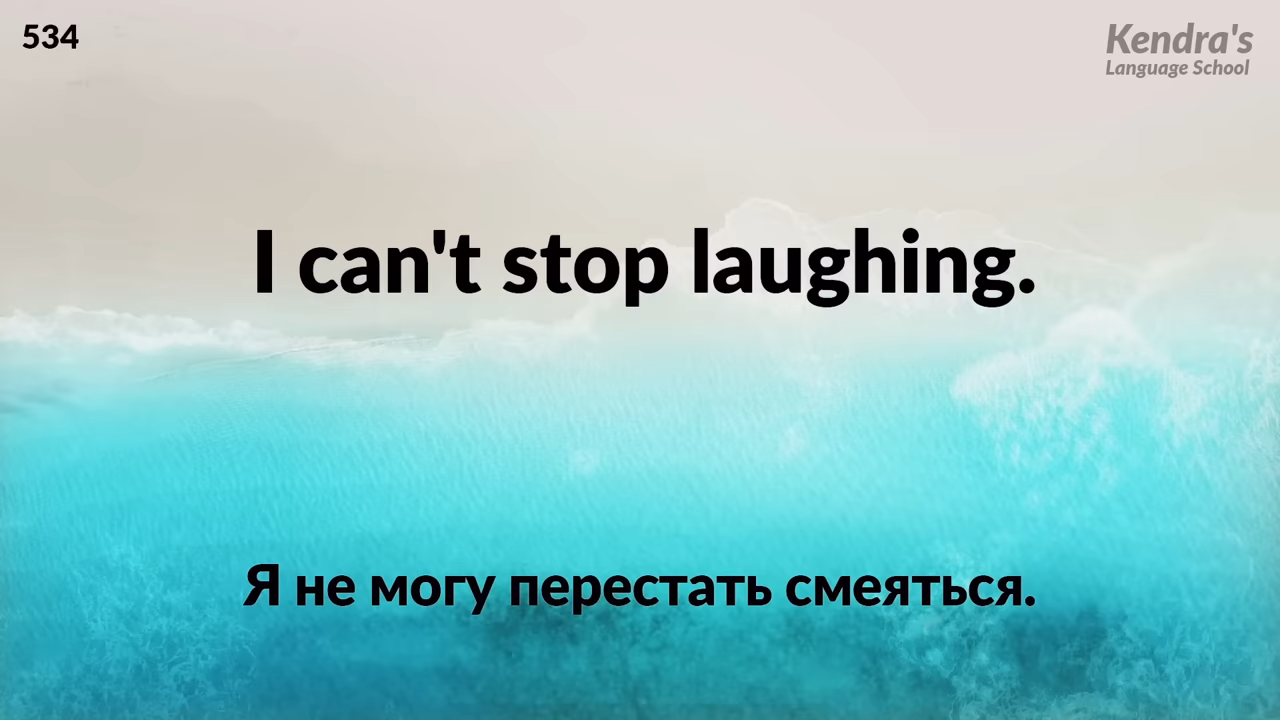 534
Kendra's
Language School
I can't stop laughing.
Я не могу перестать смеяться.